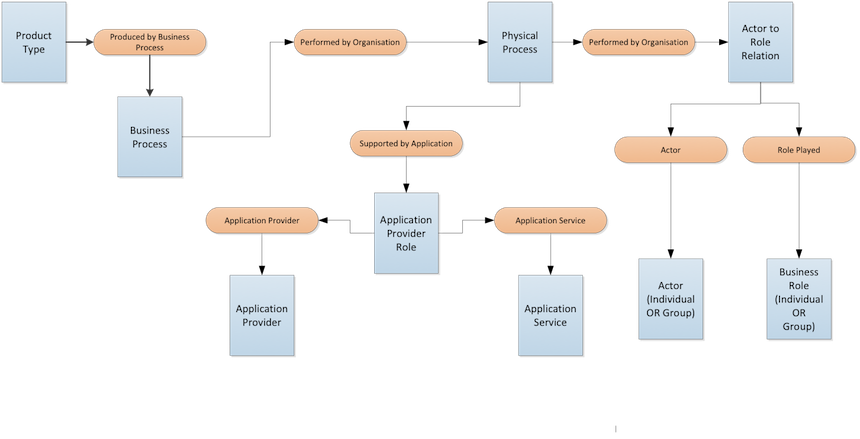 Product
Type
Produced by Business
Process
Performed by Organisation
Physical
Process
Performed by Organisation
Actor to
Role
Relation
Business
Process
Supported by Application
Actor
Role Played
Application Provider
Application
Provider
Role
Application Service
Application
Provider
Application
Service
Actor
(Individual
OR Group)
Business
Role
(Individual
OR
Group)